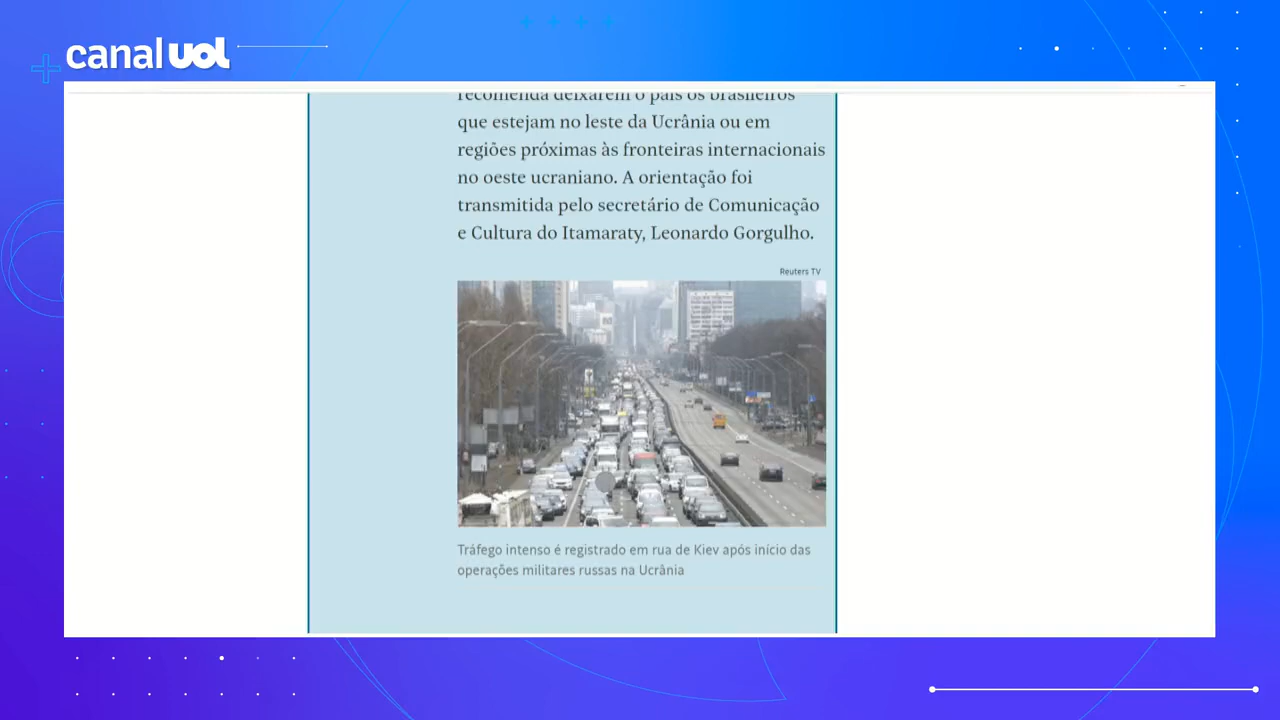 canal uol
recomenda deixarem o país os brasileiros
que estejam no leste da Ucrânia ou em
regiões próximas às fronteiras internacionais
no oeste ucraniano. A orientação foi
transmitida pelo secretário de Comunicação
e Cultura do Itamaraty, Leonardo Gorgulho.
Reuters TV
Tráfego intenso é registrado em rua de Kiev após início das
operações militares russas na Ucrânia